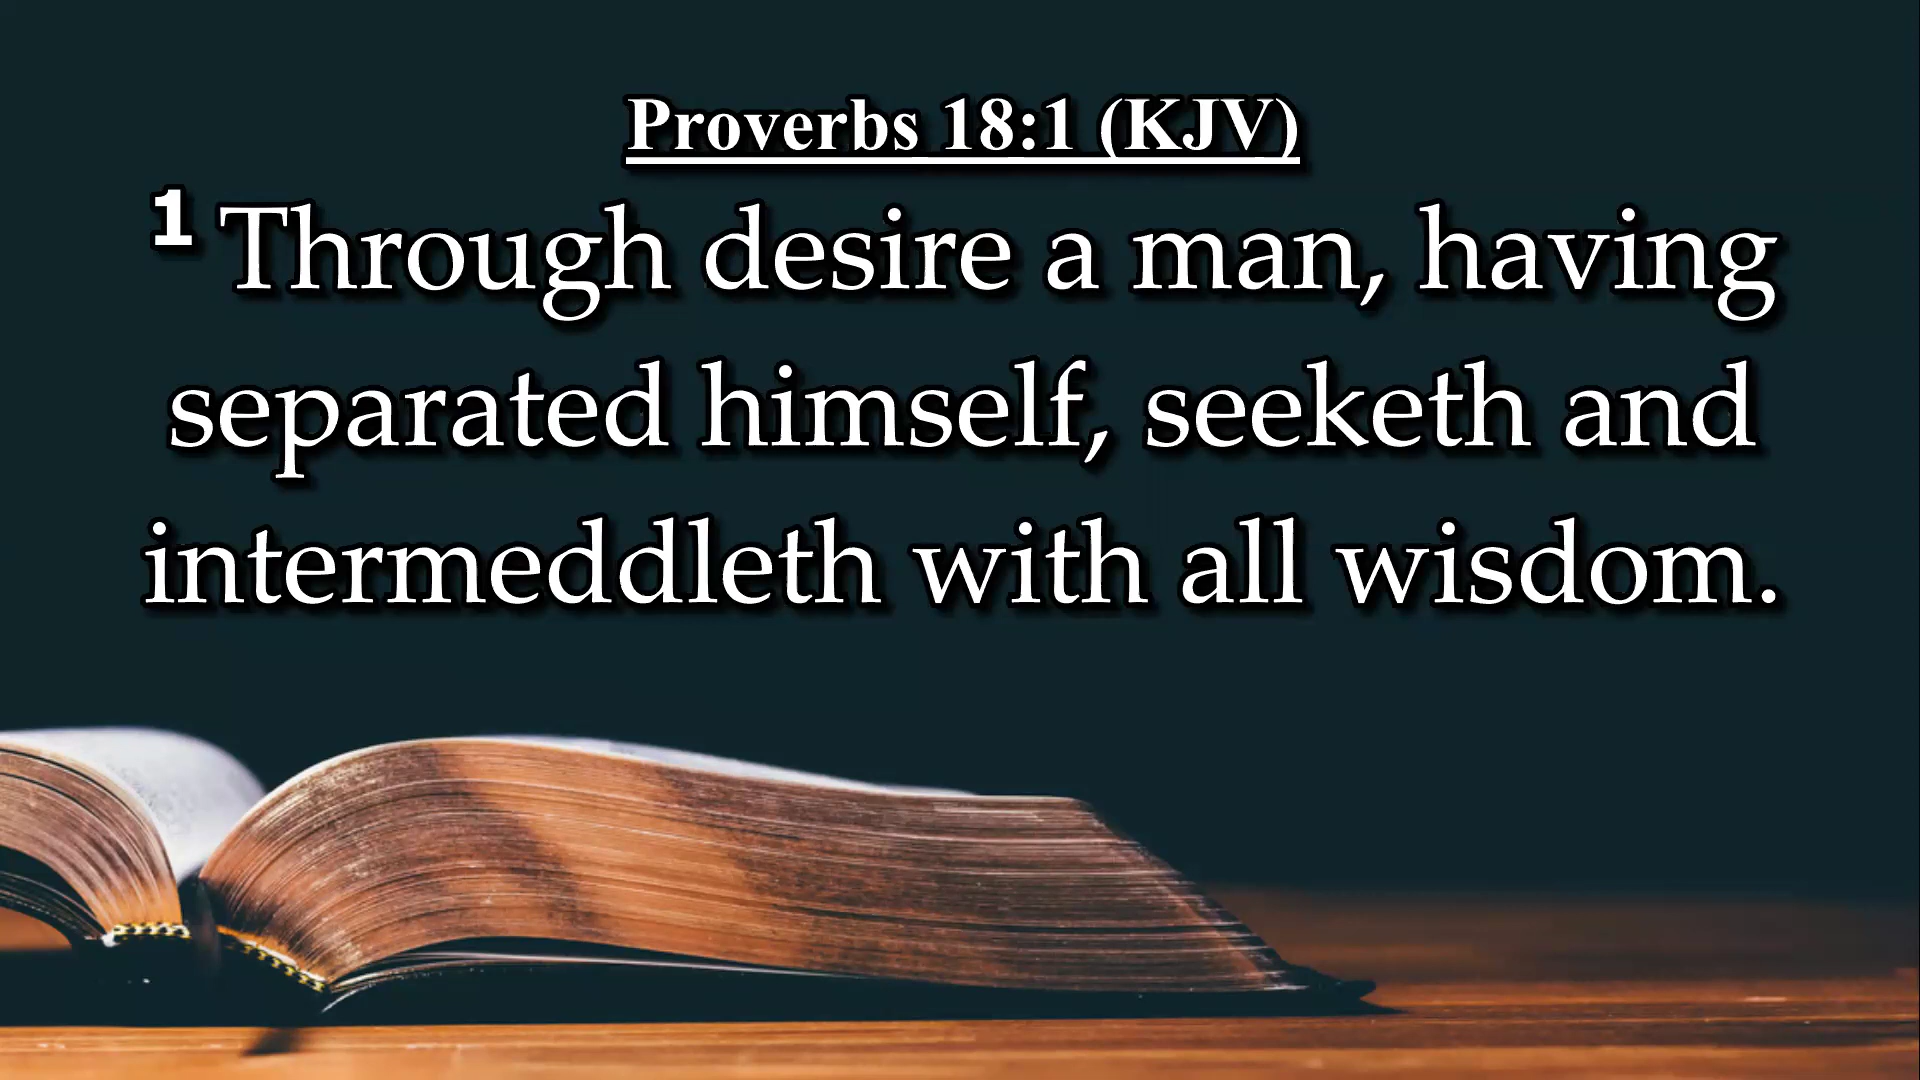 Proverbs 18:1 (KJV)
1 Through desire a man, having
separated himself, seeketh and
intermeddleth with all wisdom.